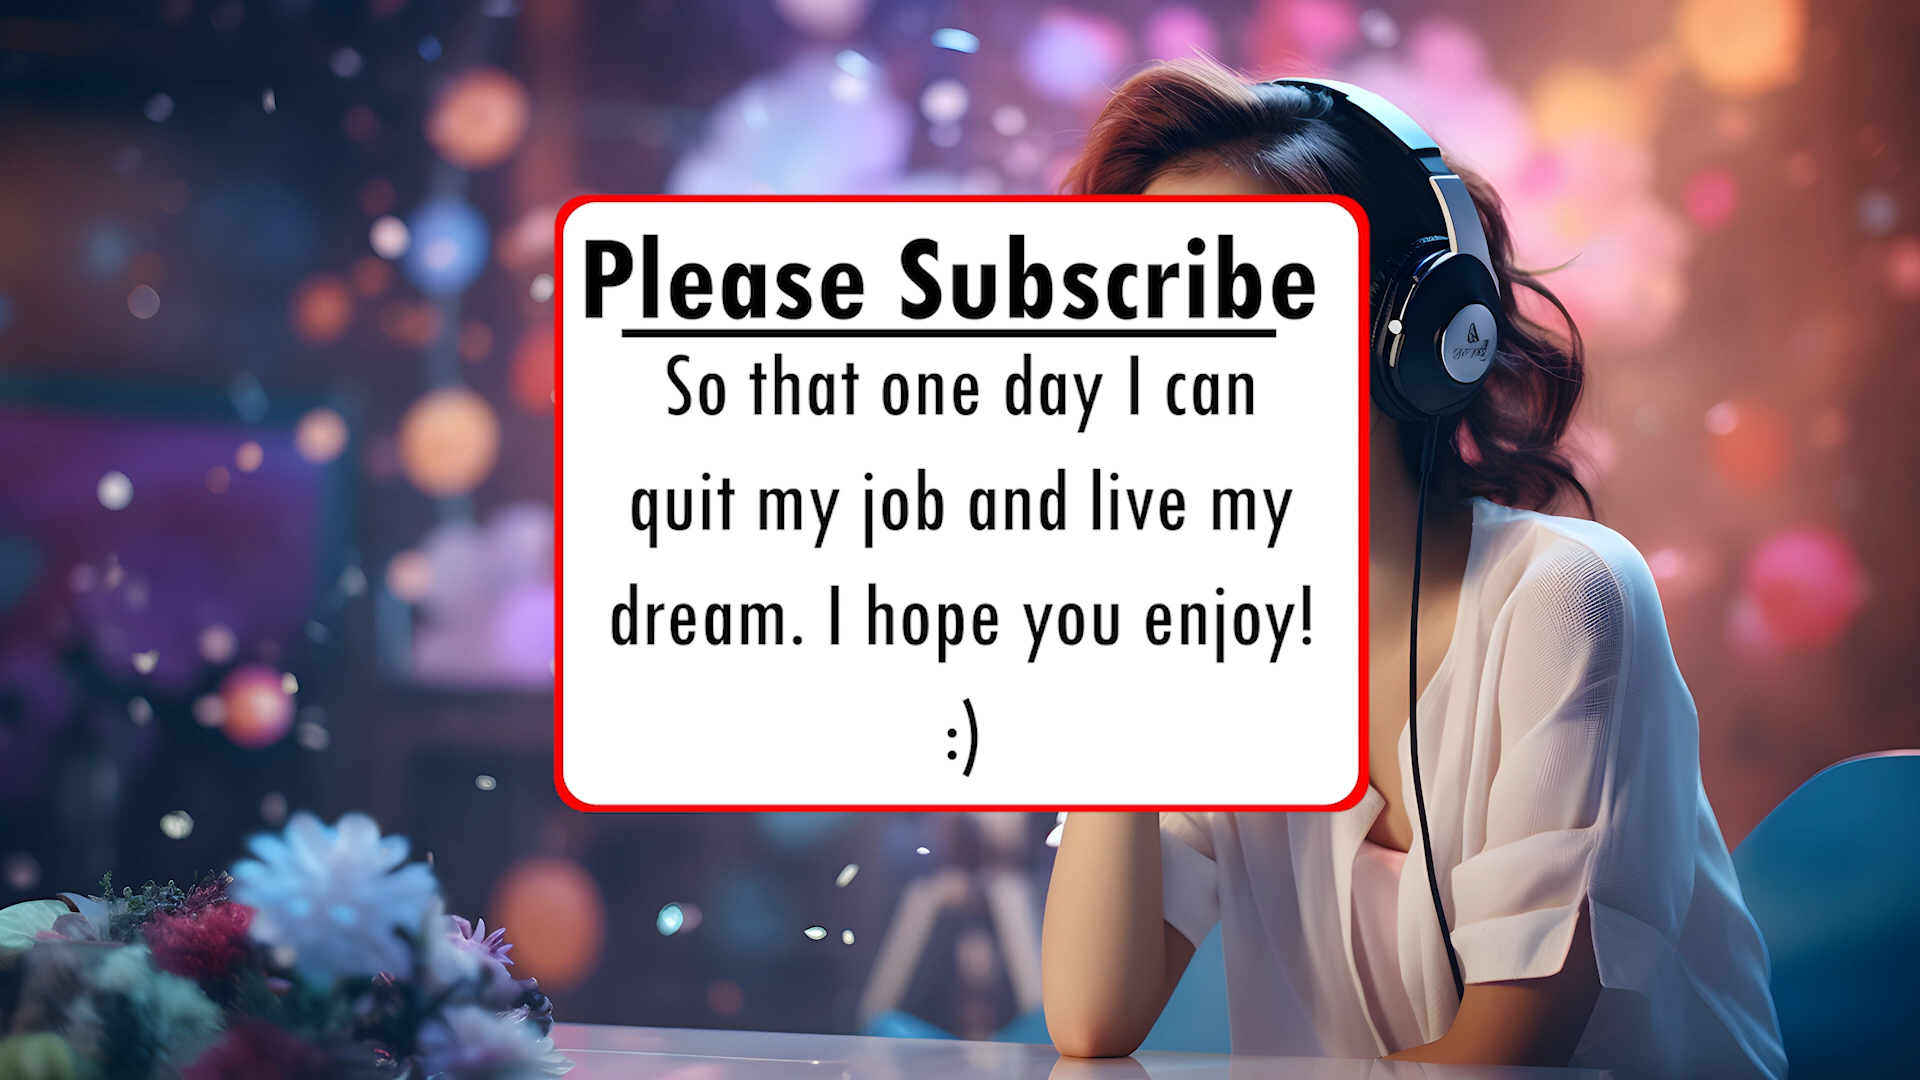 Please Subscribe
So that one day I can
quit my job and live my
dream. I hope you enjoy!
:)